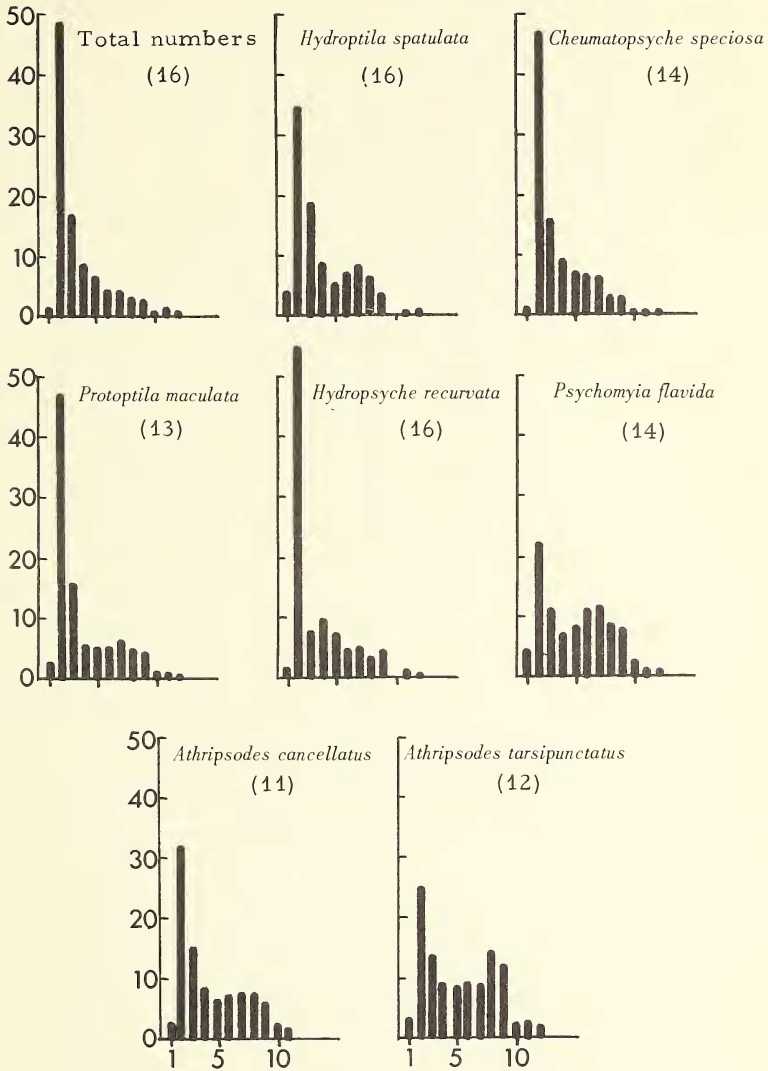 50
40
30
20
10
0
Total numbers
(16)
Hydroptila spatulata
(16)
Cheumatopsyche speciosa
(14)
50
40
30
20
10
0
Protoptila maculata
(13)
Hydropsyche recurvata
(16)
Psychomyia flavida
(14)
50
40
30
20
10
0
Athripsodes cancellatus
(11)
1 5 10
Athripsodes tarsipunctatus
(12)
1 5 10